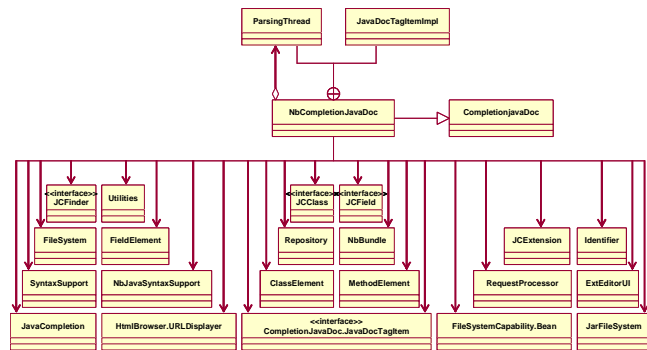 ParsingThread
JavaDocTagItemImpl
NbCompletionJavaDoc
CompletionjavaDoc
<<interface>>
JCFinder
Utilities
<<interface>>
JCClass
<<interface>>
JCField
FileSystem
FieldElement
Repository
NbBundle
JCExtension
Identifier
SyntaxSupport
NbJavaSyntaxSupport
ClassElement
MethodElement
RequestProcessor
ExtEditorUI
JavaCompletion
HtmlBrowser.URLDisplayer
<<interface>>
CompletionJavaDoc.JavaDocTagItem
FileSystemCapability.Bean
JarFileSystem